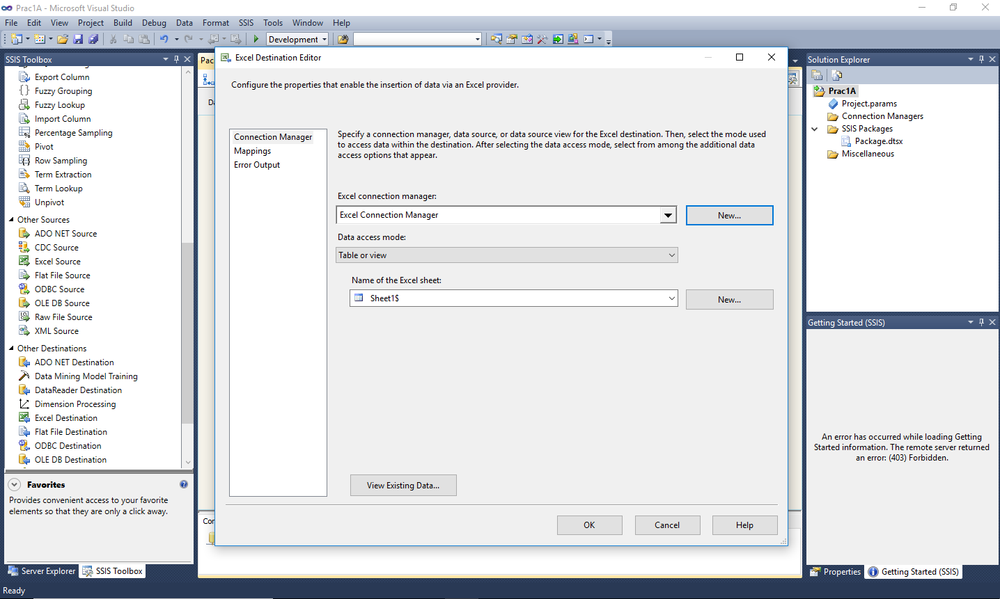 Prac1A - Microsoft Visual Studio
File Edit View Project Build Debug Data Format SSIS Tools Window Help
Development
SSIS Toolbox
Export Column
Fuzzy Grouping
Fuzzy Lookup
Import Column
Percentage Sampling
Pivot
Row Sampling
Term Extraction
Term Lookup
Unpivot
Other Sources
ADO NET Source
CDC Source
Excel Source
Flat File Source
ODBC Source
OLE DB Source
Raw File Source
XML Source
Other Destinations
ADO NET Destination
Data Mining Model Training
DataReader Destination
Dimension Processing
Excel Destination
Flat File Destination
ODBC Destination
OLE DB Destination
Favorites
Provides convenient access to your favorite
elements so that they are only a click away.
Server Explorer SSIS Toolbox
Ready
Pac
Excel Destination Editor
Configure the properties that enable the insertion of data via an Excel provider.
Connection Manager
Mappings
Error Output
Specify a connection manager, data source, or data source view for the Excel destination. Then, select the mode used
to access data within the destination. After selecting the data access mode, select from among the additional data
access options that appear.
Excel connection manager:
Excel Connection Manager New...
Data access mode:
Table or view
Name of the Excel sheet:
Sheet1$ New...
View Existing Data...
OK Cancel Help
Con
Solution Explorer
Prac1A
Project.params
Connection Managers
SSIS Packages
Package.dtsx
Miscellaneous
Getting Started (SSIS)
An error has occurred while loading Getting
Started information. The remote server returned
an error: (403) Forbidden.
Properties Getting Started (SSIS)